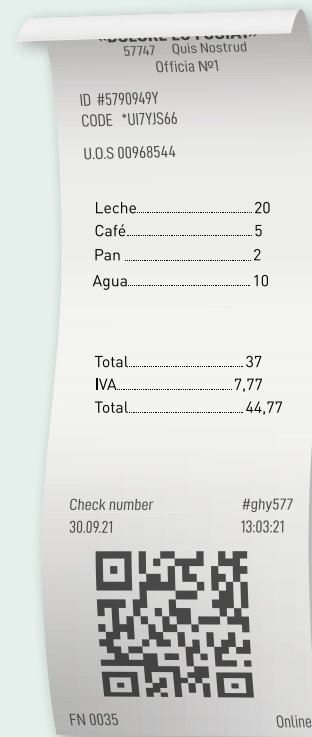 57747 Quis Nostrud
Officia Nº1
ID #5790949Y
CODE *UI7YJS66
U.O.S 00968544
Leche 20
Café 5
Pan 2
Agua 10
Total 37
IVA 7,77
Total 44,77
Check number #ghy577
30.09.21 13:03:21
FN 0035 Online